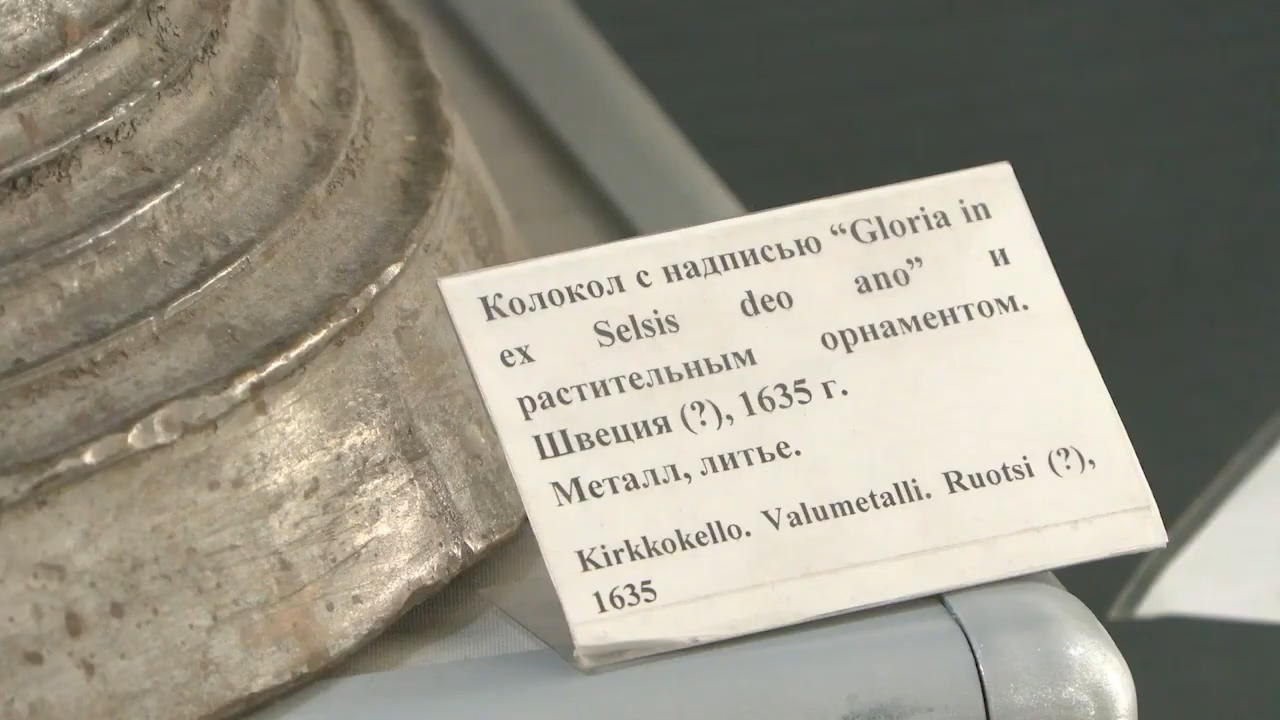 Колокол с надписью “Gloria in
ex Selsis deo ano” и
растительным орнаментом.
Швеция (?), 1635 г.
Металл, литье.
Kirkkokello. Valumetalli. Ruotsi (?),
1635